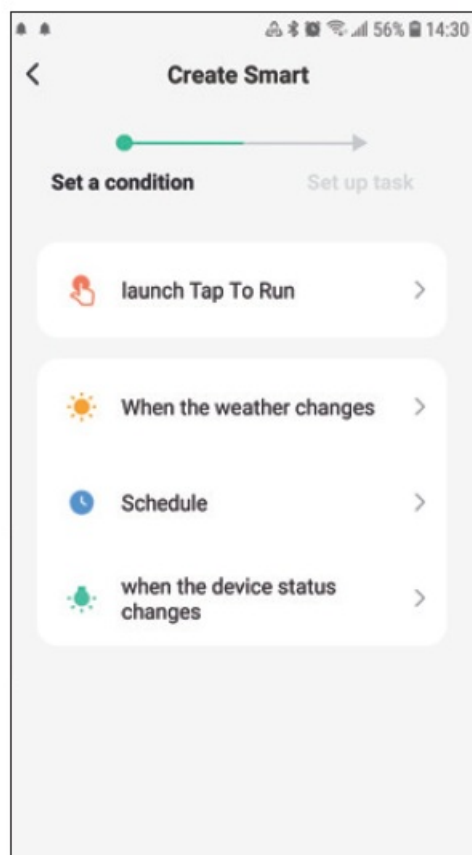 56% 14:30
Create Smart
Set a condition Set up task
launch Tap To Run
When the weather changes
Schedule
when the device status
changes